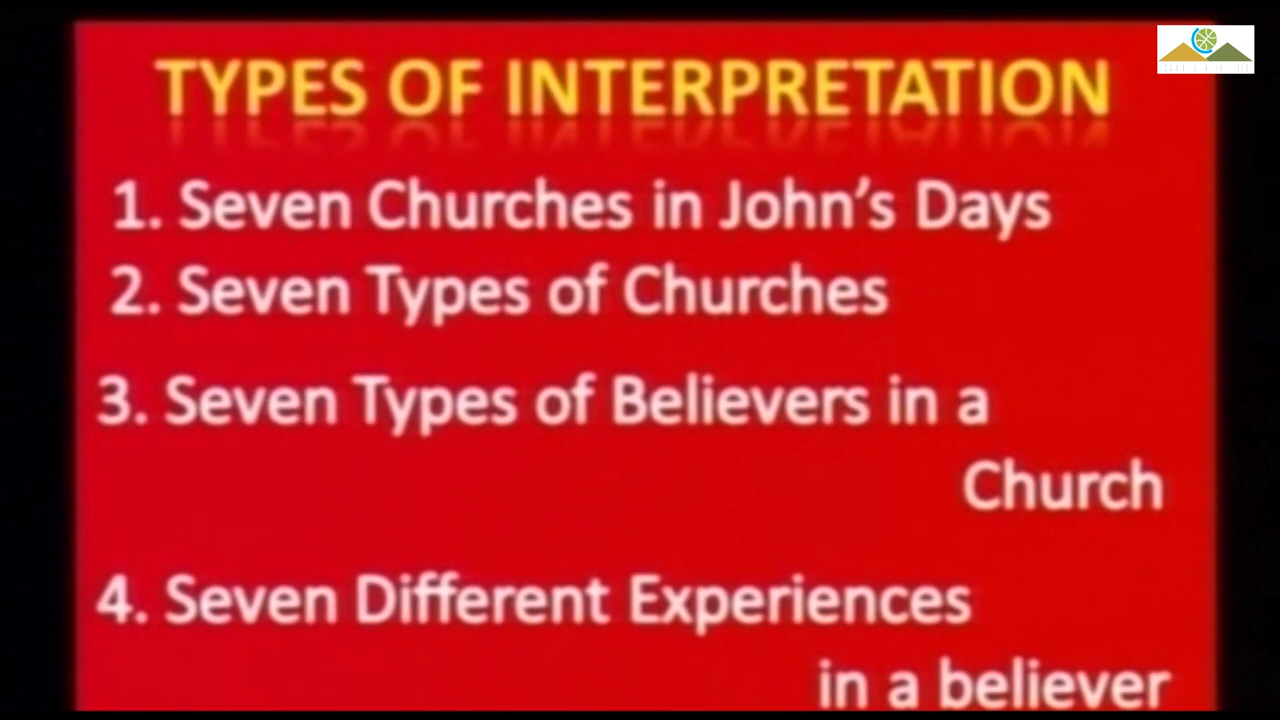 TYPES OF INTERPRETATION
1. Seven Churches in John’s Days
2. Seven Types of Churches
3. Seven Types of Believers in a
Church
4. Seven Different Experiences
in a believer